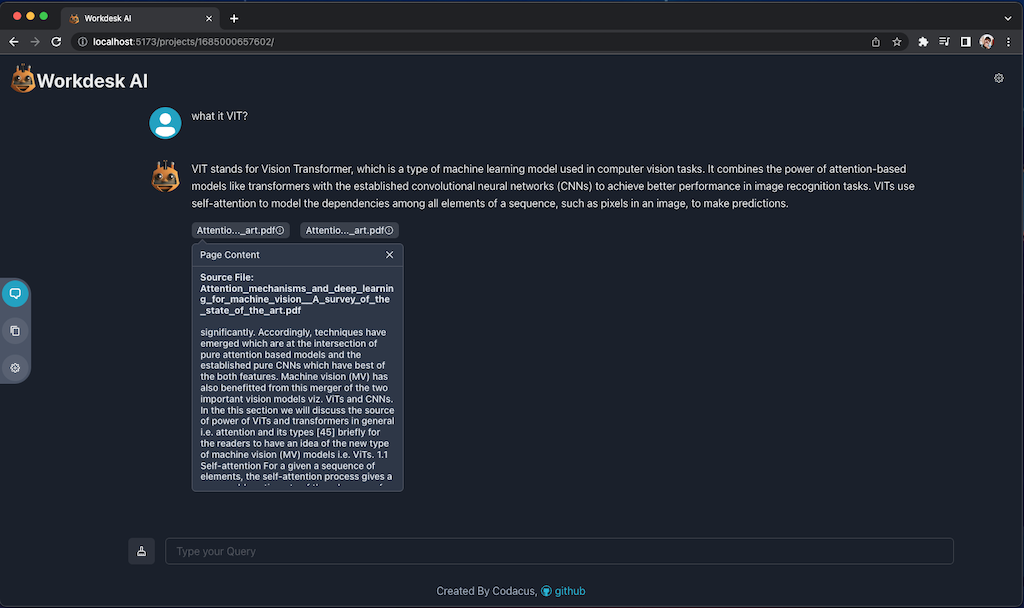 Workdesk AI
localhost:5173/projects/1685000657602/
Workdesk AI
what it VIT?
VIT stands for Vision Transformer, which is a type of machine learning model used in computer vision tasks. It combines the power of attention-based
models like transformers with the established convolutional neural networks (CNNs) to achieve better performance in image recognition tasks. VITs use
self-attention to model the dependencies among all elements of a sequence, such as pixels in an image, to make predictions.
Attentio..._art.pdf Attentio..._art.pdf
Page Content
Source File:
Attention_mechanisms_and_deep_learnin
g_for_machine_vision__A_survey_of_the
_state_of_the_art.pdf
significantly. Accordingly, techniques have
emerged which are at the intersection of
pure attention based models and the
established pure CNNs which have best of
the both features. Machine vision (MV) has
also benefitted from this merger of the two
important vision models viz. ViTs and CNNs.
In the this section we will discuss the source
of power of ViTs and transformers in general
i.e. attention and its types [45] briefly for
the readers to have an idea of the new type
of machine vision (MV) models i.e. ViTs. 1.1
Self-attention For a given a sequence of
elements, the self-attention process gives a
Type your Query
Created By Codacus, github